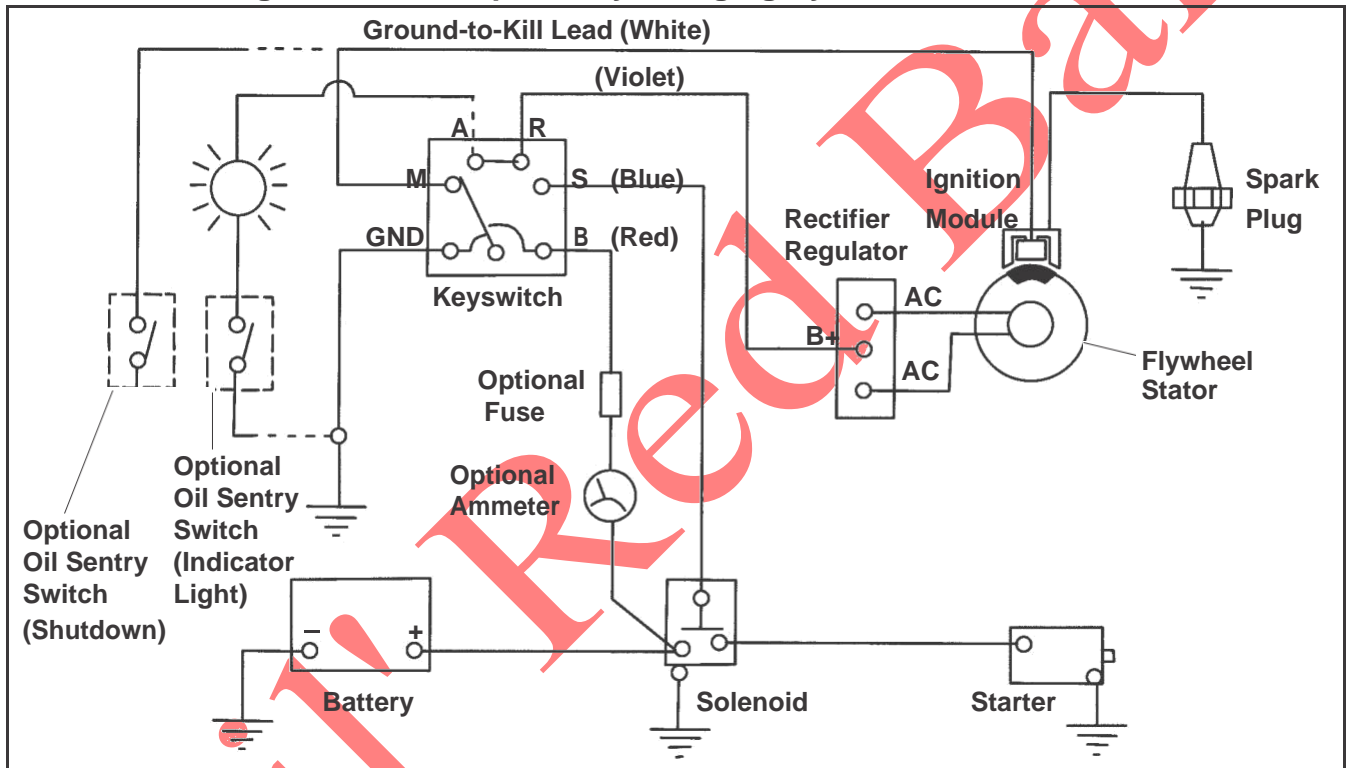 Ground-to-Kill Lead (White)
(Violet)
A
R
M
S
(Blue)
GND
B
(Red)
Keyswitch
Ignition
Module
Spark
Plug
Rectifier
Regulator
AC
B+
AC
Flywheel
Stator
Optional
Fuse
Optional
Ammeter
Optional
Oil Sentry
Switch
(Indicator
Light)
Optional
Oil Sentry
Switch
(Shutdown)
–
+
Battery
Solenoid
Starter